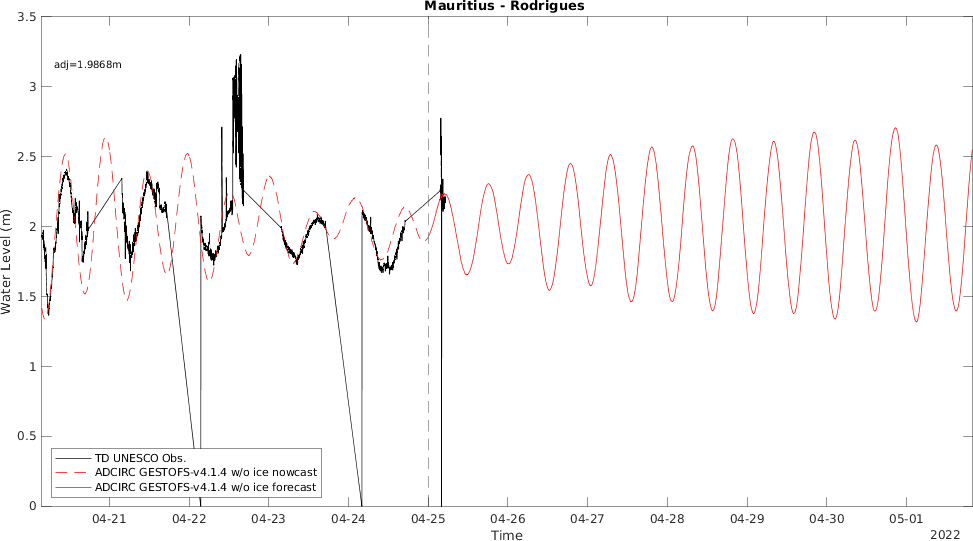 Mauritius - Rodrigues
3.5
adj=1.9868m
3
2.5
2
1.5
1
0.5
0
Water Level (m)
TD UNESCO Obs.
ADCIRC GESTOFS-v4.1.4 w/o ice nowcast
ADCIRC GESTOFS-v4.1.4 w/o ice forecast
04-21 04-22 04-23 04-24 04-25 04-26 04-27 04-28 04-29 04-30 05-01
Time
2022